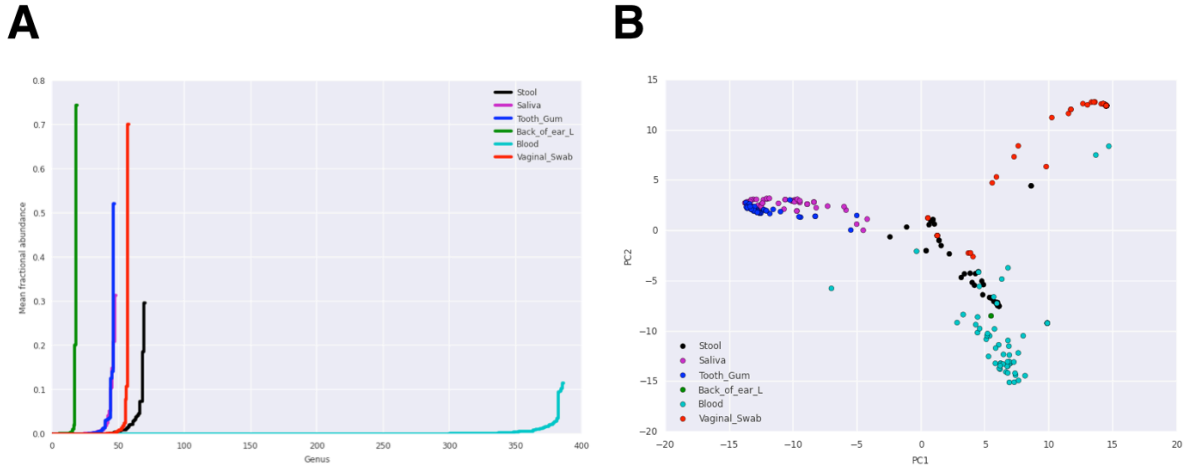 A
B
0.8
0.7
0.6
0.5
0.4
0.3
0.2
0.1
0.0
Mean fractional abundance
0 50 100 150 200 250 300 350 400
Genus
Stool
Saliva
Tooth_Gum
Back_of_ear_L
Blood
Vaginal_Swab
15
10
5
0
−5
−10
−15
−20
PC2
−20 −15 −10 −5 0 5 10 15 20
PC1
Stool
Saliva
Tooth_Gum
Back_of_ear_L
Blood
Vaginal_Swab